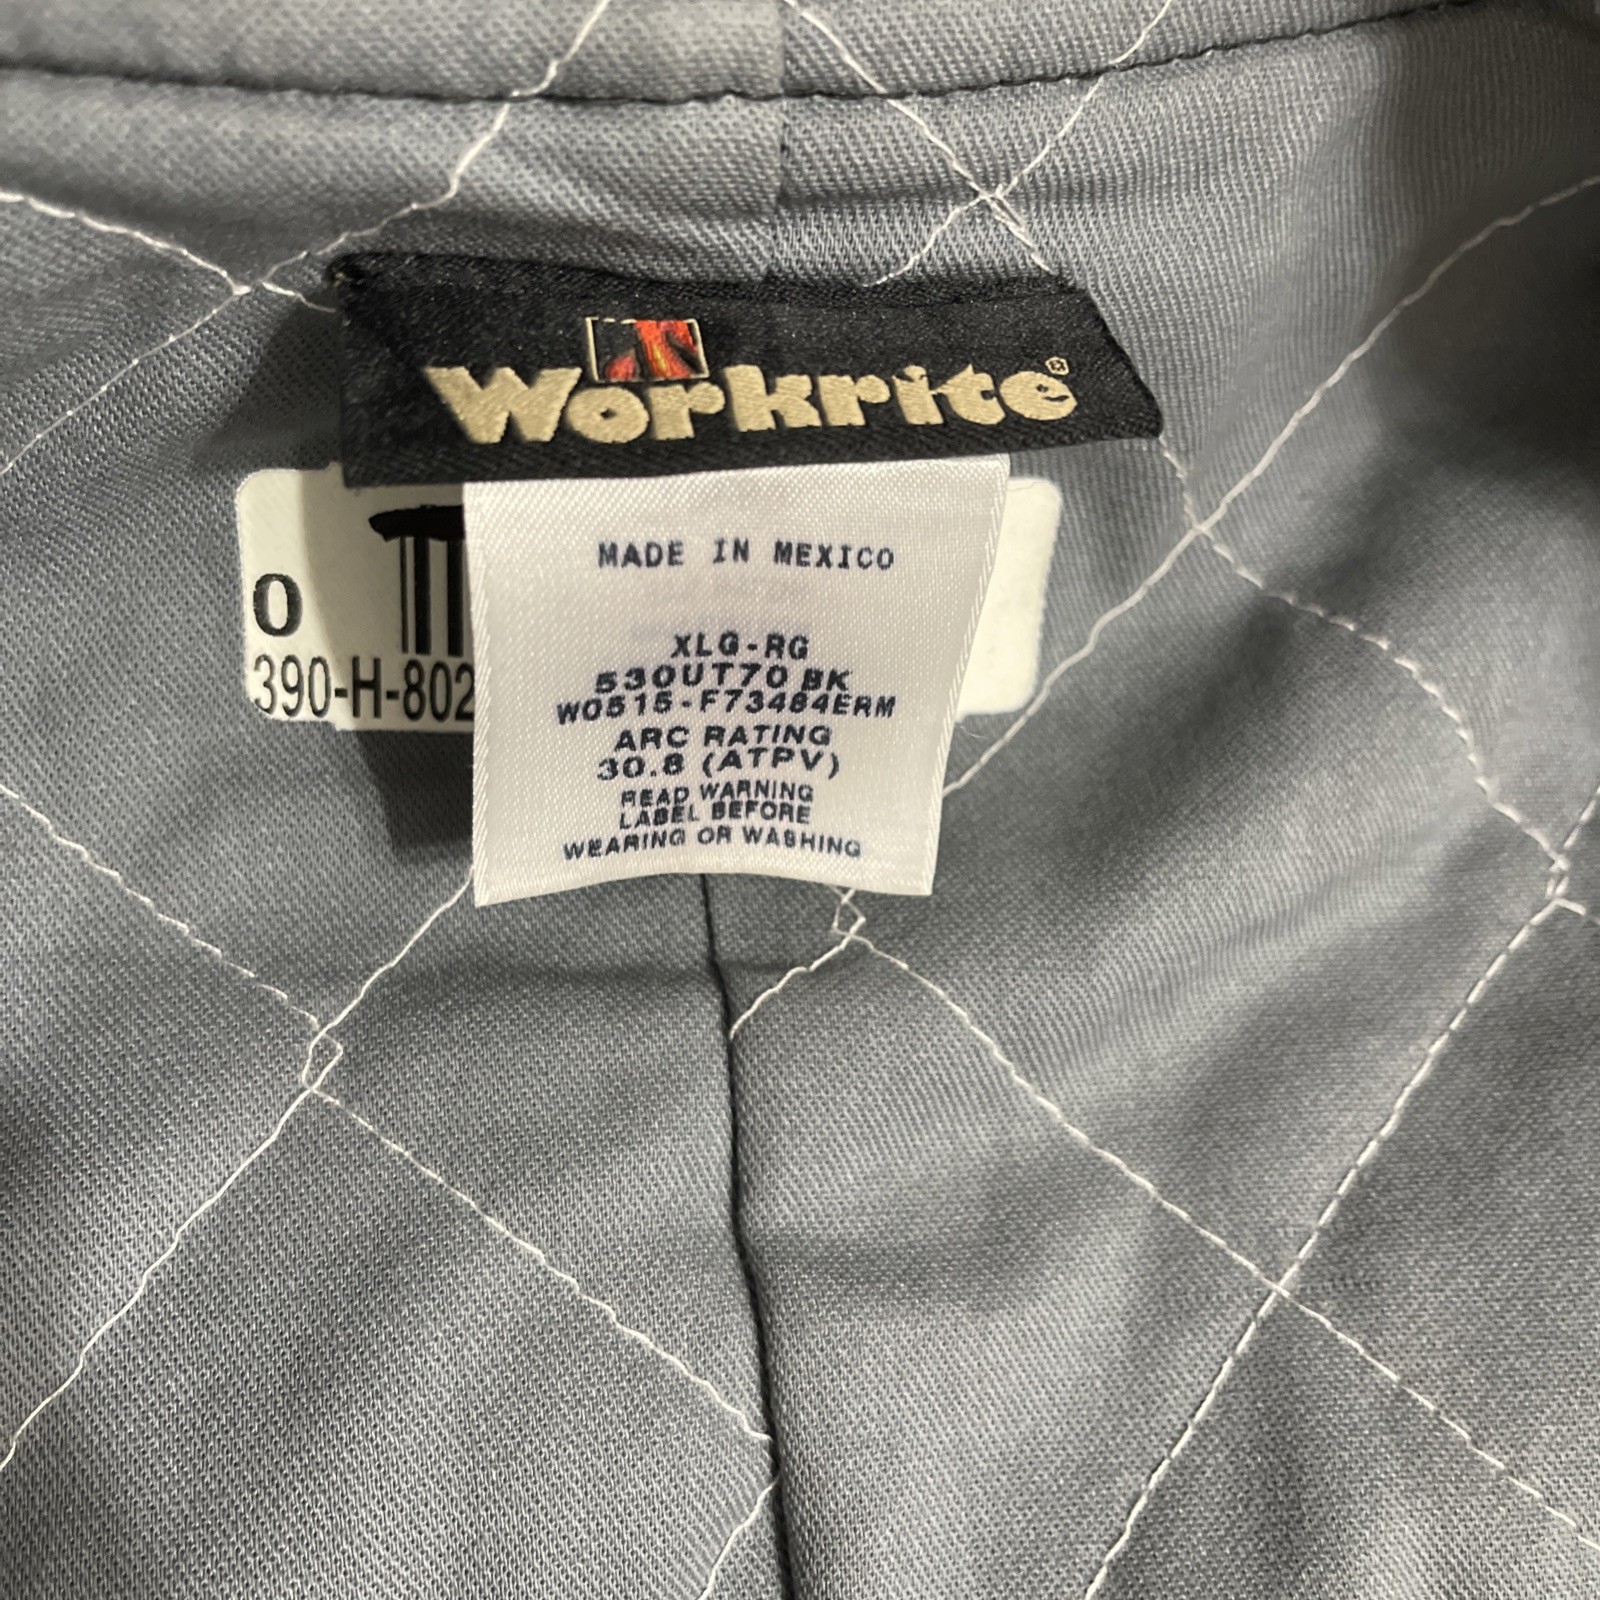 Workrite®
MADE IN MEXICO
XLG-RG
530UT70 BK
W0515-F73484ERM
ARC RATING
30.8 (ATPV)
READ WARNING
LABEL BEFORE
WEARING OR WASHING
0
390-H-802